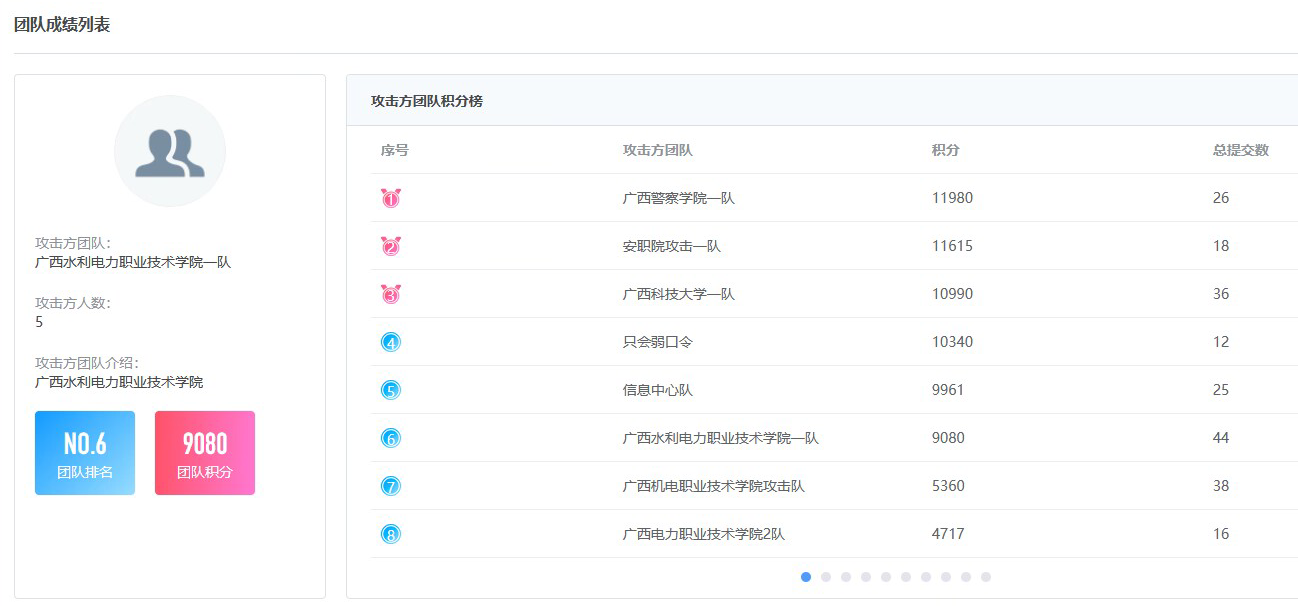 团队成绩列表
攻击方团队:
广西水利电力职业技术学院一队
攻击方人数:
5
攻击方团队介绍:
广西水利电力职业技术学院
NO.6
团队排名
9080
团队积分
攻击方团队积分榜
序号 攻击方团队 积分 总提交数
1 广西警察学院一队 11980 26
2 安职院攻击一队 11615 18
3 广西科技大学一队 10990 36
4 只会弱口令 10340 12
5 信息中心队 9961 25
6 广西水利电力职业技术学院一队 9080 44
7 广西机电职业技术学院攻击队 5360 38
8 广西电力职业技术学院2队 4717 16